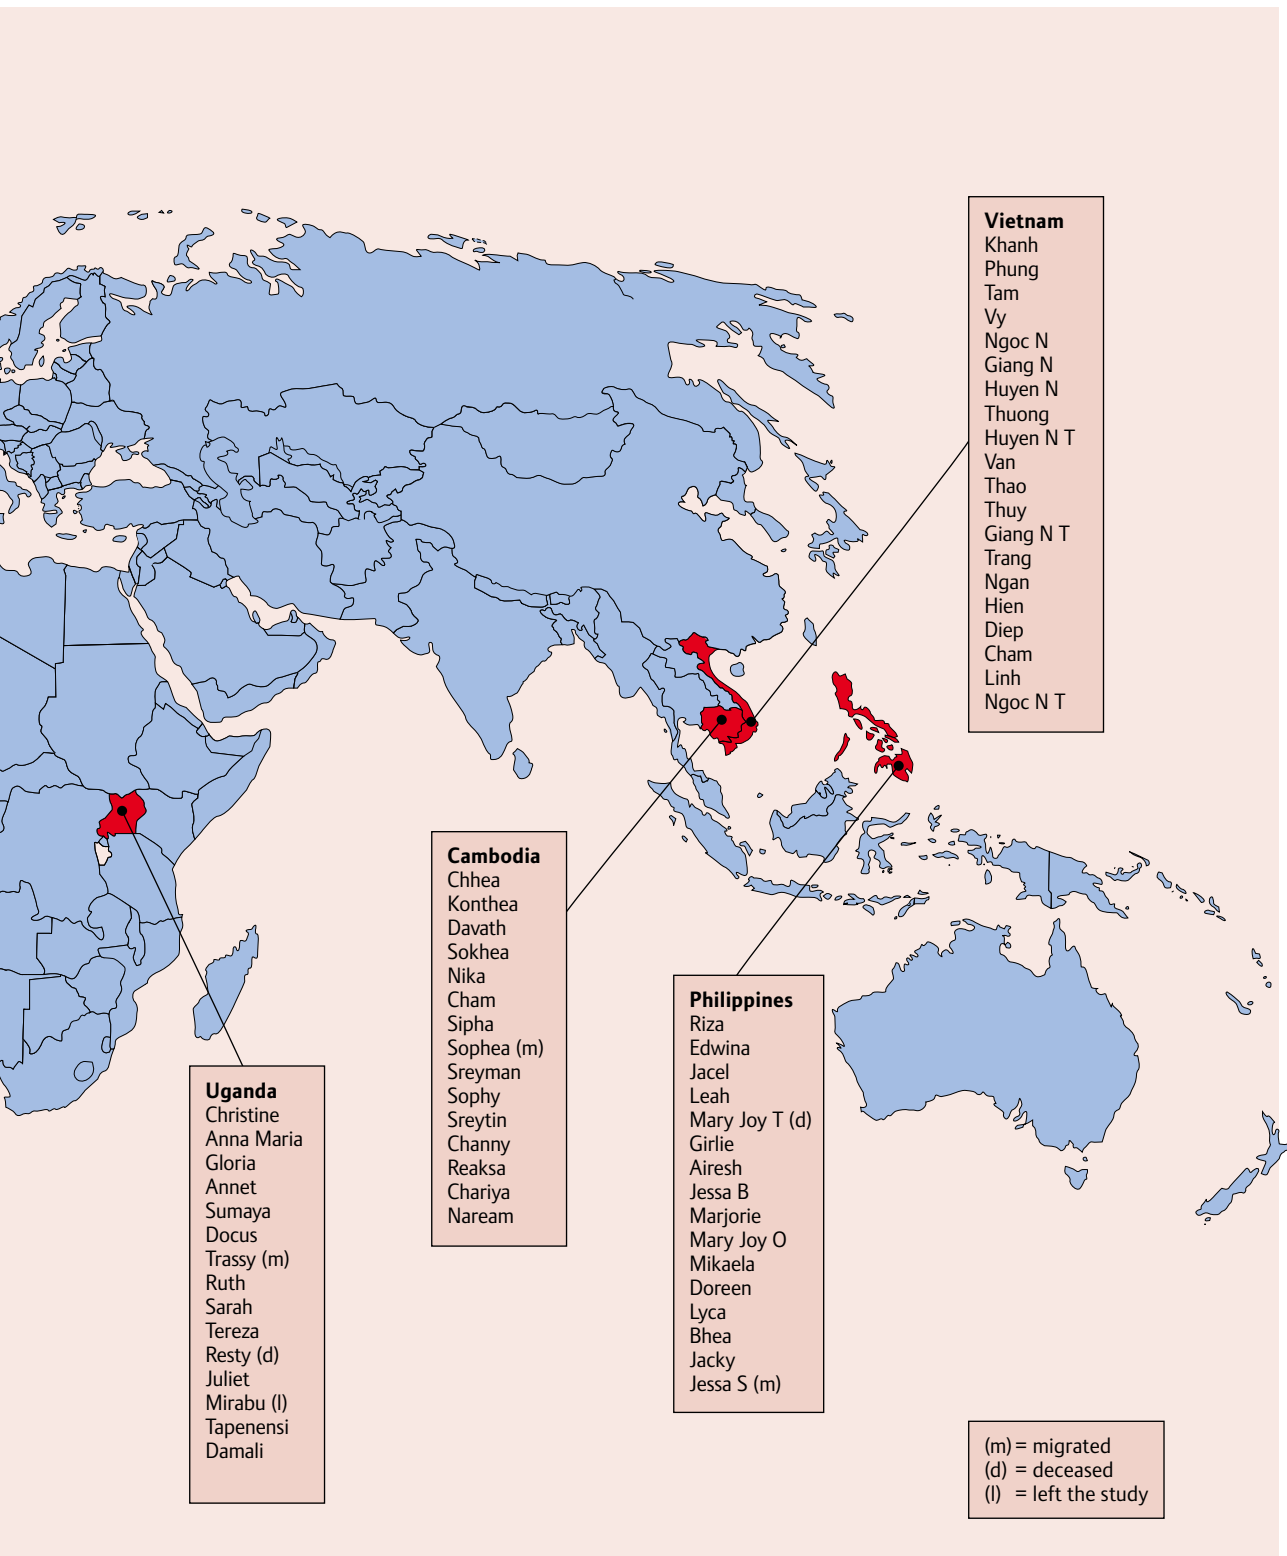 Vietnam
Khanh
Phung
Tam
Vy
Ngoc N
Giang N
Huyen N
Thuong
Huyen N T
Van
Thao
Thuy
Giang N T
Trang
Ngan
Hien
Diep
Cham
Linh
Ngoc N T
Cambodia
Chhea
Konthea
Davath
Sokhea
Nika
Cham
Sipha
Sophea (m)
Sreyman
Sophy
Sreytin
Channy
Reaksa
Chariya
Naream
Philippines
Riza
Edwina
Jacel
Leah
Mary Joy T (d)
Girlie
Airesh
Jessa B
Marjorie
Mary Joy O
Mikaela
Doreen
Lyca
Bhea
Jacky
Jessa S (m)
Uganda
Christine
Anna Maria
Gloria
Annet
Sumaya
Docus
Trassy (m)
Ruth
Sarah
Tereza
Resty (d)
Juliet
Mirabu (l)
Tapenensi
Damali
(m) = migrated
(d) = deceased
(l) = left the study